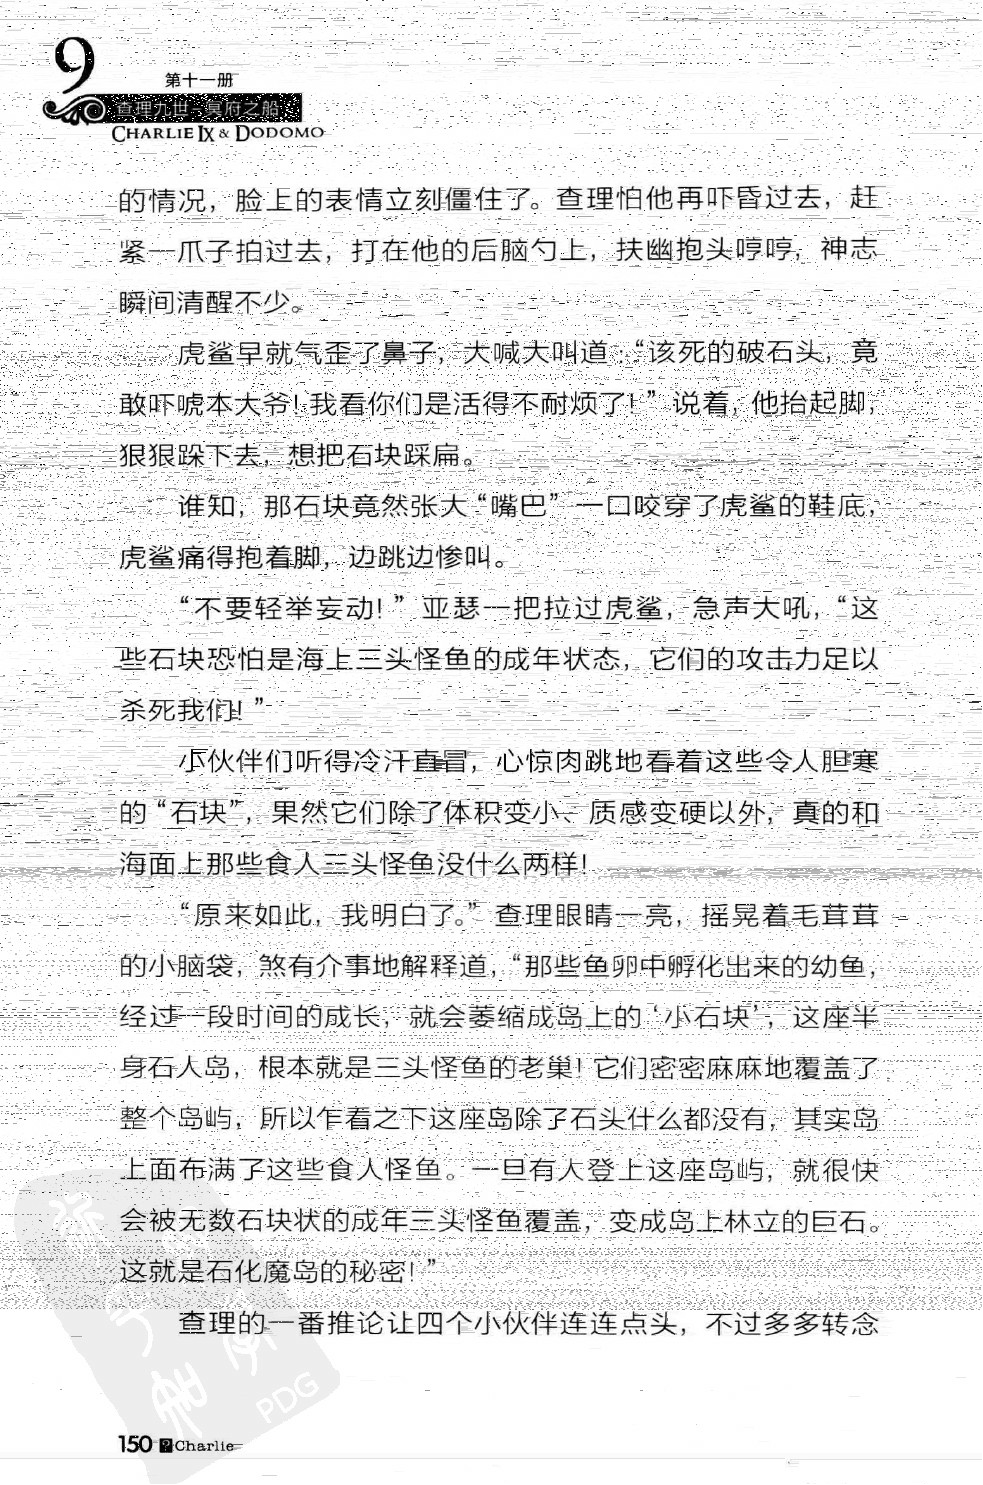 9
第十一册
查理九世·冥府之船
CHARLIE IX & DODOMO
的情况，脸上的表情立刻僵住了。查理怕他再吓昏过去，赶
紧一爪子拍过去，打在他的后脑勺上，扶幽抱头哼哼，神志
瞬间清醒不少。
虎鲨早就气歪了鼻子，大喊大叫道：“该死的破石头，竟
敢吓唬本大爷！我看你们是活得不耐烦了！”说着，他抬起脚，
狠狠跺下去，想把石块踩扁。
谁知，那石块竟然张大“嘴巴”一口咬穿了虎鲨的鞋底，
虎鲨痛得抱着脚，边跳边惨叫。
“不要轻举妄动！”亚瑟一把拉过虎鲨，急声大吼，“这
些石块恐怕是海上三头怪鱼的成年状态，它们的攻击力足以
杀死我们！”
小伙伴们听得冷汗直冒，心惊肉跳地看着这些令人胆寒
的“石块”，果然它们除了体积变小、质感变硬以外，真的和
海面上那些食人三头怪鱼没什么两样！
“原来如此，我明白了。”查理眼睛一亮，摇晃着毛茸茸
的小脑袋，煞有介事地解释道，“那些鱼卵中孵化出来的幼鱼，
经过一段时间的成长，就会萎缩成岛上的‘小石块’，这座半
身石人岛，根本就是三头怪鱼的老巢！它们密密麻麻地覆盖了
整个岛屿，所以乍看之下这座岛除了石头什么都没有，其实岛
上面布满了这些食人怪鱼。一旦有人登上这座岛屿，就很快
会被无数石块状的成年三头怪鱼覆盖，变成岛上林立的巨石。
这就是石化魔岛的秘密！”
查理的一番推论让四个小伙伴连连点头，不过多多转念
PDG
150 ? Charlie